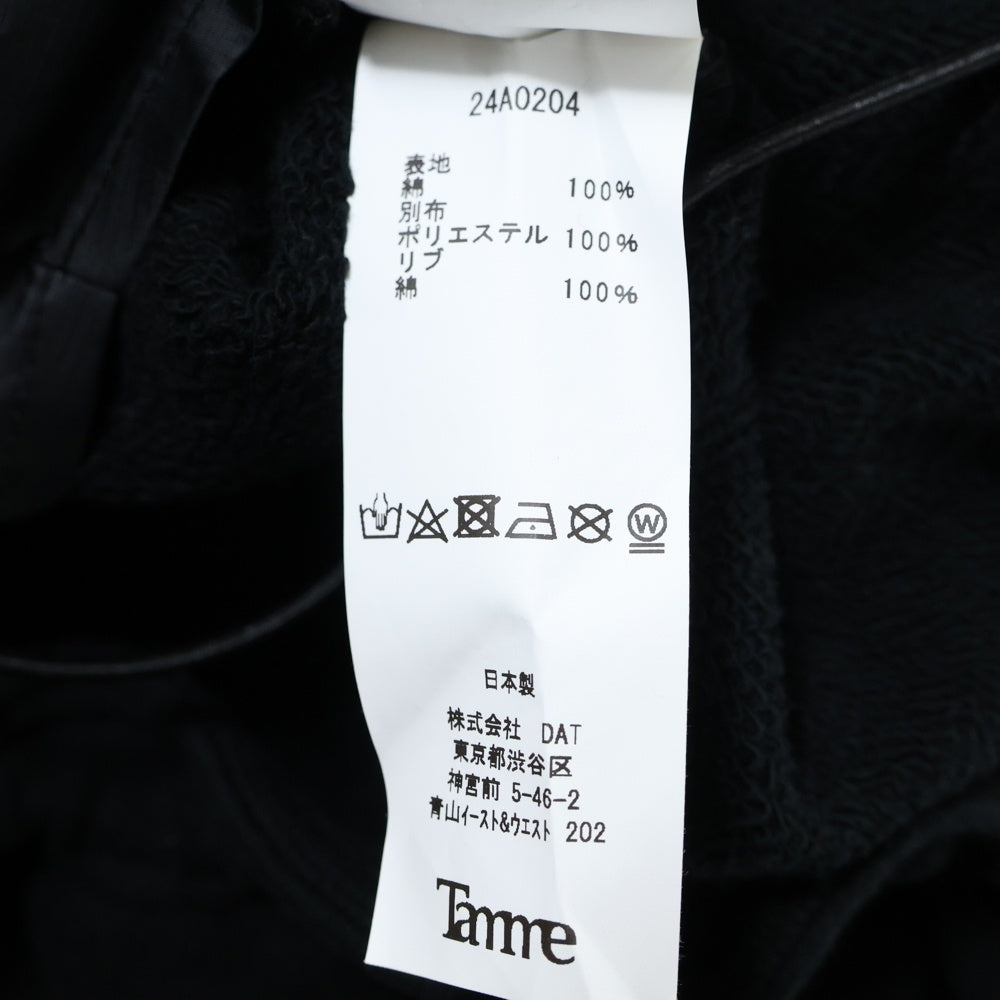 24A0204
表地
綿 100%
別布
ポリエステル 100%
リブ
綿 100%
W
日本製
株式会社 DAT
東京都渋谷区
神宮前 5-46-2
青山イースト&ウエスト 202
Tamme